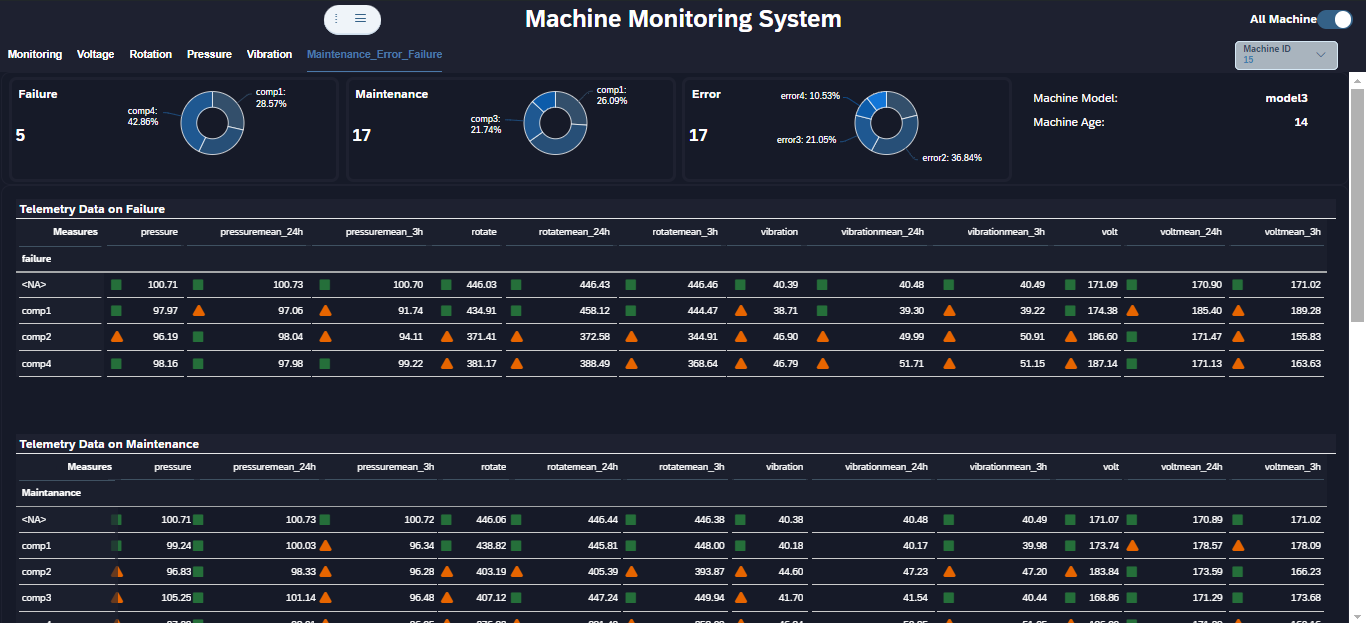 Machine Monitoring System
All Machine
Monitoring Voltage Rotation Pressure Vibration Maintenance_Error_Failure
Machine ID
15
Failure
5
comp4:
42.86%
comp1:
28.57%
Maintenance
17
comp3:
21.74%
comp1:
26.09%
Error
17
error4: 10.53%
error3: 21.05%
error2: 36.84%
Machine Model: model3
Machine Age: 14
Telemetry Data on Failure
Measures pressure pressuremean_24h pressuremean_3h rotate rotatemean_24h rotatemean_3h vibration vibrationmean_24h vibrationmean_3h volt voltmean_24h voltmean_3h
failure
<NA> 100.71 100.73 100.70 446.03 446.43 446.46 40.39 40.48 40.49 171.09 170.90 171.02
comp1 97.97 97.06 91.74 434.91 458.12 444.47 38.71 39.30 39.22 174.38 185.40 189.28
comp2 96.19 98.04 94.11 371.41 372.58 344.91 46.90 49.99 50.91 186.60 171.47 155.83
comp4 98.16 97.98 99.22 381.17 388.49 368.64 46.79 51.71 51.15 187.14 171.13 163.63
Telemetry Data on Maintenance
Measures pressure pressuremean_24h pressuremean_3h rotate rotatemean_24h rotatemean_3h vibration vibrationmean_24h vibrationmean_3h volt voltmean_24h voltmean_3h
Maintanance
<NA> 100.71 100.73 100.72 446.06 446.44 446.38 40.38 40.48 40.49 171.07 170.89 171.02
comp1 99.24 100.03 96.34 438.82 445.81 448.00 40.18 40.17 39.98 173.74 178.57 178.09
comp2 96.83 98.33 96.28 403.19 405.39 393.87 44.60 47.23 47.20 183.84 173.59 166.23
comp3 105.25 101.14 96.48 407.12 447.24 449.94 41.70 41.54 40.44 168.86 171.29 173.68